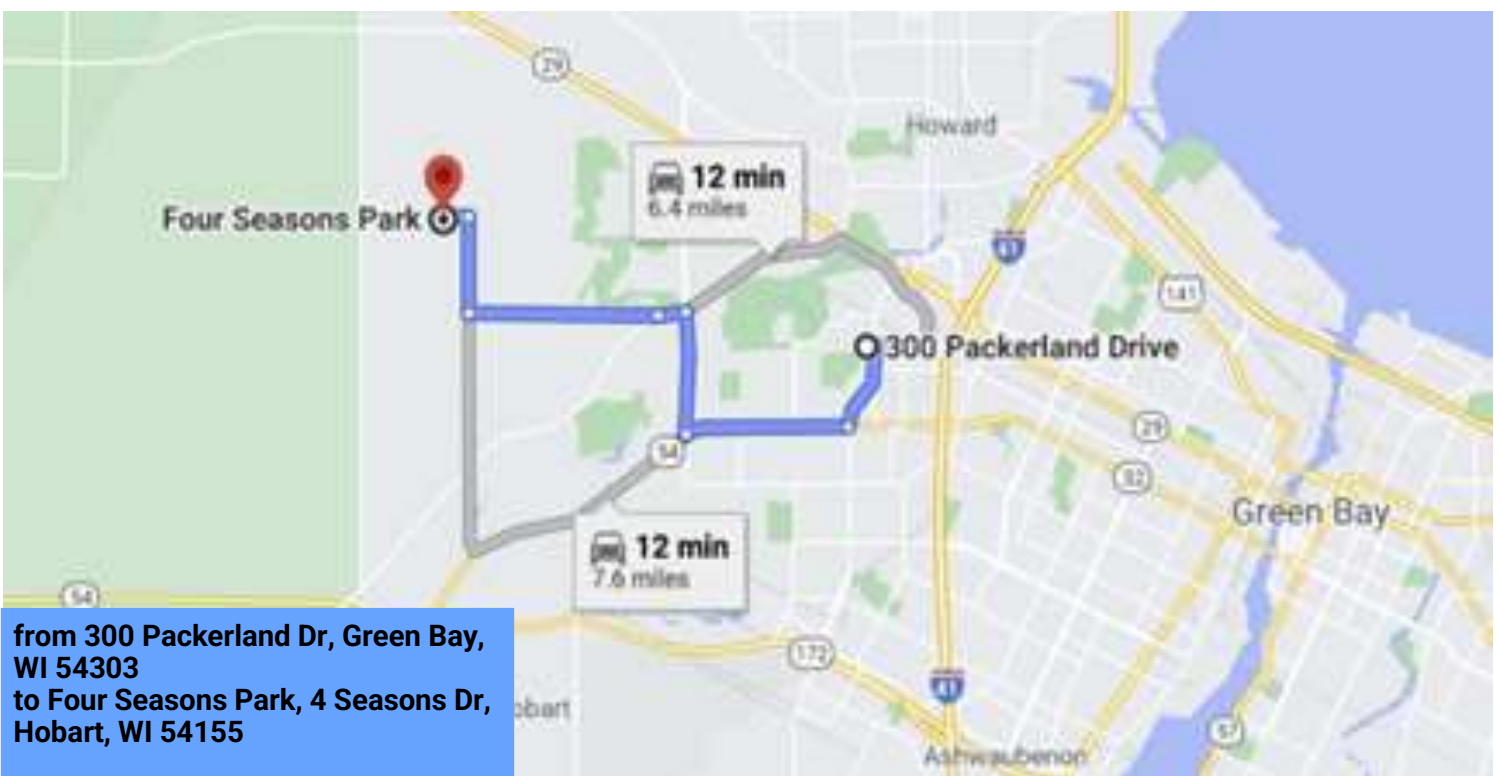 29
Howard
12 min
6.4 miles
Four Seasons Park
41
141
300 Packerland Drive
29
54
32
Green Bay
12 min
7.6 miles
54
from 300 Packerland Dr, Green Bay,
WI 54303
to Four Seasons Park, 4 Seasons Dr,
Hobart, WI 54155
172
41
obart
57
Ashwaubenon